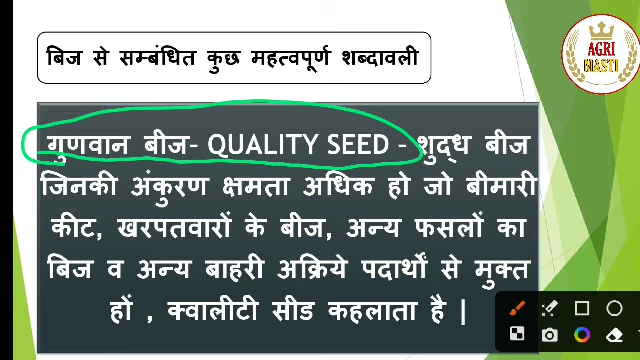 बिज से सम्बंधित कुछ महत्वपूर्ण शब्दावली
AGRI
MASTI
गुणवान बीज- QUALITY SEED - शुद्ध बीज
जिनकी अंकुरण क्षमता अधिक हो जो बीमारी
कीट, खरपतवारों के बीज, अन्य फसलों का
बिज व अन्य बाहरी अक्रिये पदार्थों से मुक्त
हों , क्वालीटी सीड कहलाता है |